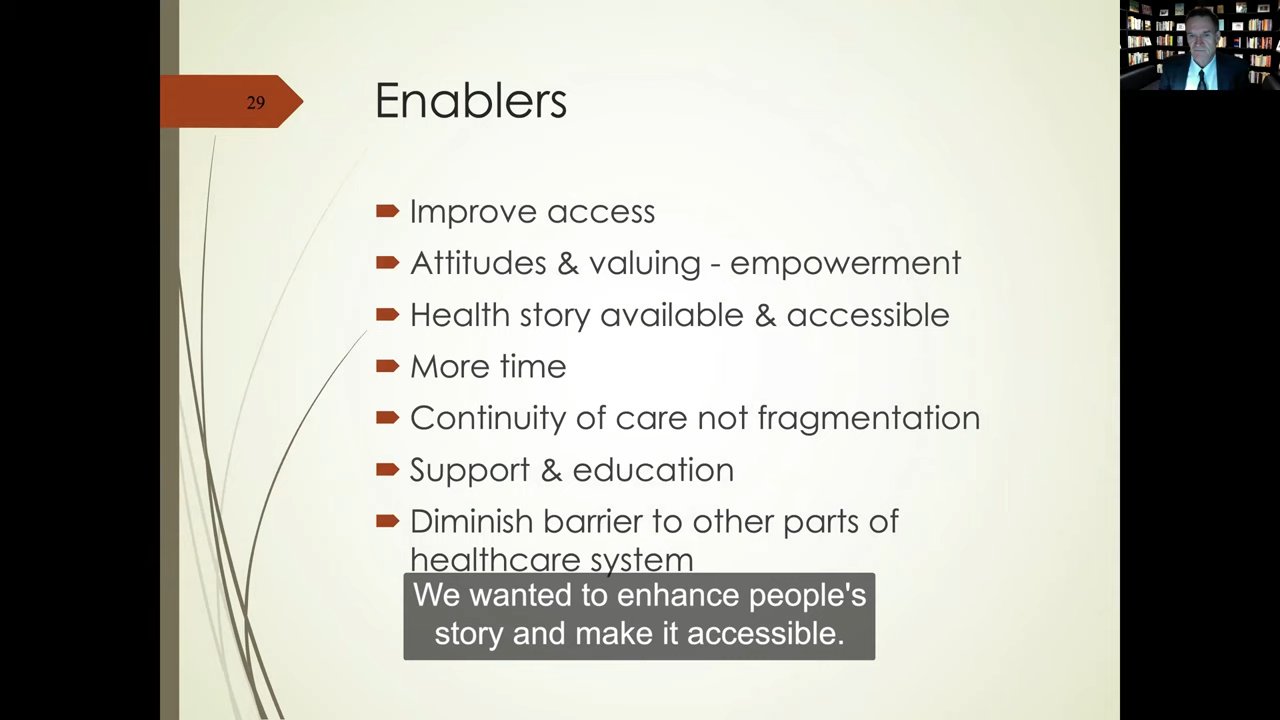 29
Enablers
Improve access
Attitudes & valuing - empowerment
Health story available & accessible
More time
Continuity of care not fragmentation
Support & education
Diminish barrier to other parts of
healthcare system
We wanted to enhance people's
story and make it accessible.